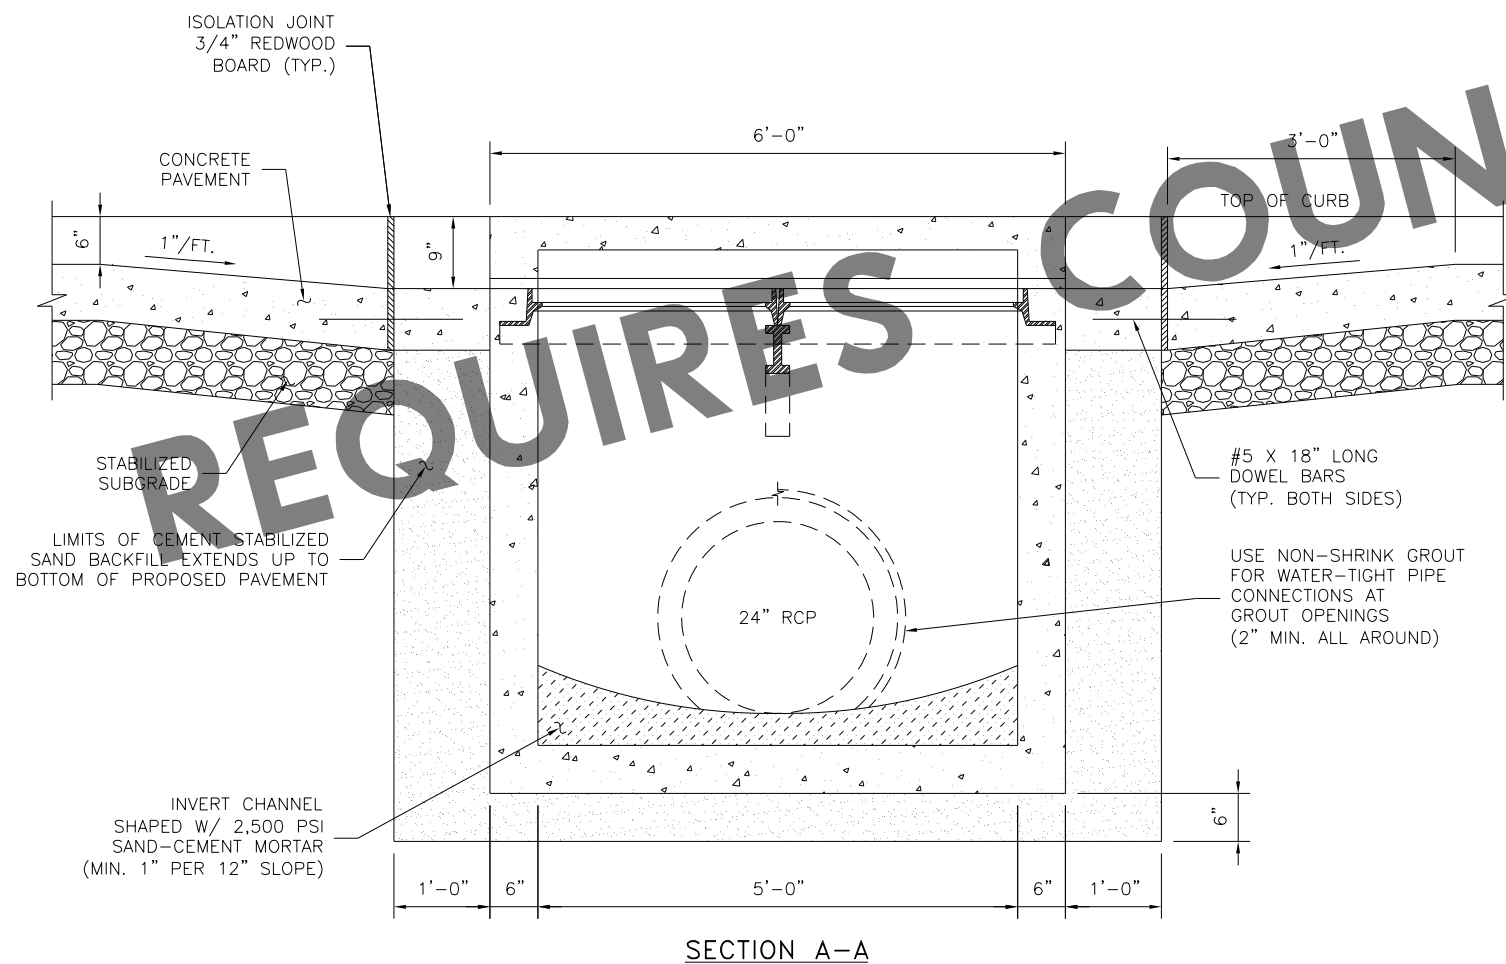 ISOLATION JOINT
3/4" REDWOOD
BOARD (TYP.)
6'-0"
3'-0"
CONCRETE
PAVEMENT
TOP OF CURB
6"
1"/FT.
9"
1"/FT.
REQUIRES COUN
STABILIZED
SUBGRADE
#5 X 18" LONG
DOWEL BARS
(TYP. BOTH SIDES)
LIMITS OF CEMENT STABILIZED
SAND BACKFILL EXTENDS UP TO
BOTTOM OF PROPOSED PAVEMENT
USE NON-SHRINK GROUT
FOR WATER-TIGHT PIPE
CONNECTIONS AT
GROUT OPENINGS
(2" MIN. ALL AROUND)
24" RCP
INVERT CHANNEL
SHAPED W/ 2,500 PSI
SAND-CEMENT MORTAR
(MIN. 1" PER 12" SLOPE)
6"
1'-0"
6"
5'-0"
6"
1'-0"
SECTION A-A